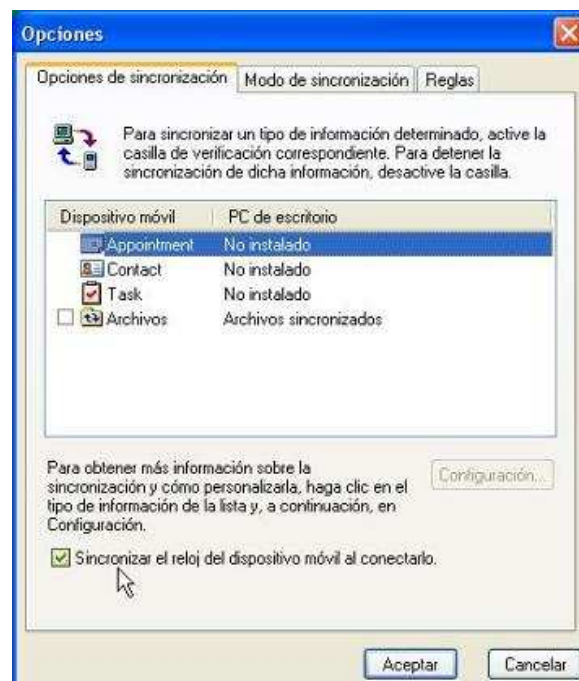 Opciones
Opciones de sincronización Modo de sincronización Reglas
Para sincronizar un tipo de información determinado, active la
casilla de verificación correspondiente. Para detener la
sincronización de dicha información, desactive la casilla.
Dispositivo móvil PC de escritorio
Appointment No instalado
Contact No instalado
Task No instalado
Archivos Archivos sincronizados
Para obtener más información sobre la
sincronización y cómo personalizarla, haga clic en el
tipo de información de la lista y, a continuación, en
Configuración.
Configuración...
Sincronizar el reloj del dispositivo móvil al conectarlo.
Aceptar Cancelar